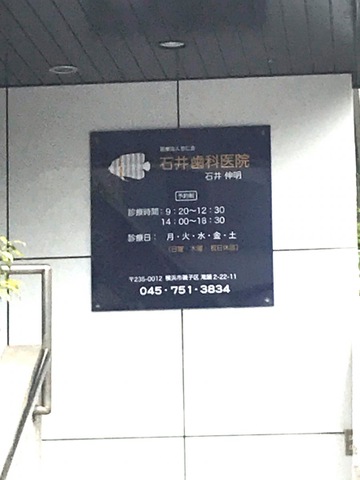 医療法人
石井歯科医院
石井 伸明
予約制
診療時間：9：20〜12：30
14：00〜18：30
診療日： 月・火・水・金・土
（日曜・木曜・祝日休診）
〒235-0012 横浜市磯子区 滝頭 2-22-11
045・751・3834